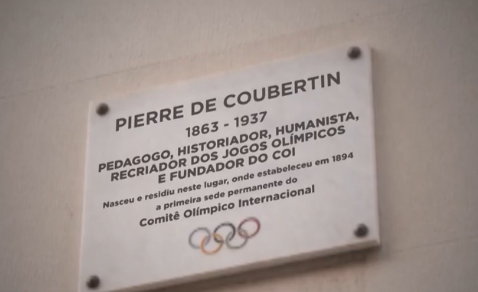 PIERRE DE COUBERTIN
1863 - 1937
PEDAGOGO, HISTORIADOR, HUMANISTA,
RECRIADOR DOS JOGOS OLÍMPICOS
E FUNDADOR DO COI
Nasceu e residiu neste lugar, onde estabeleceu em 1894
a primeira sede permanente do
Comitê Olímpico Internacional